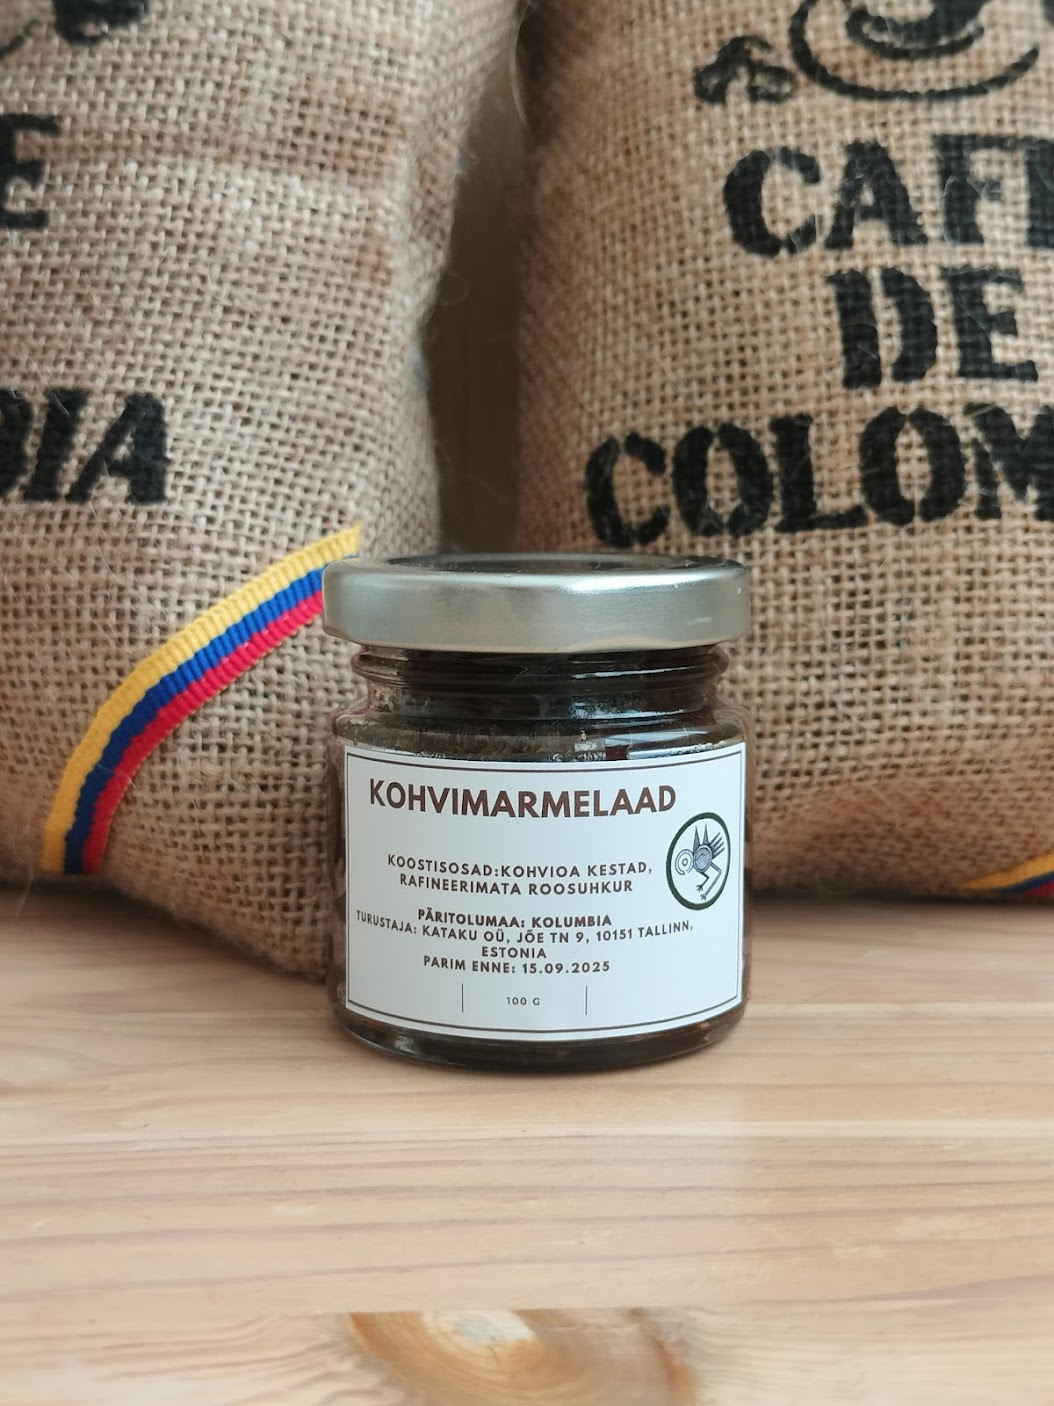 CAFE
DE
COLOM
E
DIA
KOHVIMARMELAAD
KOOSTISOSAD:KOHVIOA KESTAD,
RAFINEERIMATA ROOSUHKUR
PÄRITOLUMAA: KOLUMBIA
TURUSTAJA: KATAKU OÜ, JÕE TN 9, 10151 TALLINN,
ESTONIA
PARIM ENNE: 15.09.2025
100 G